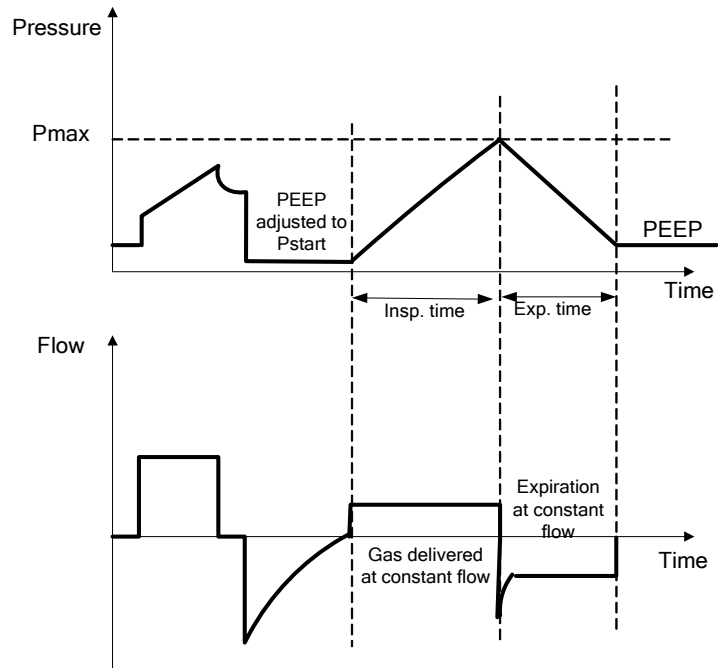 Pressure
Pmax
PEEP
adjusted to
Pstart
PEEP
Time
Insp. time
Exp. time
Flow
Expiration
at constant
flow
Time
Gas delivered
at constant flow